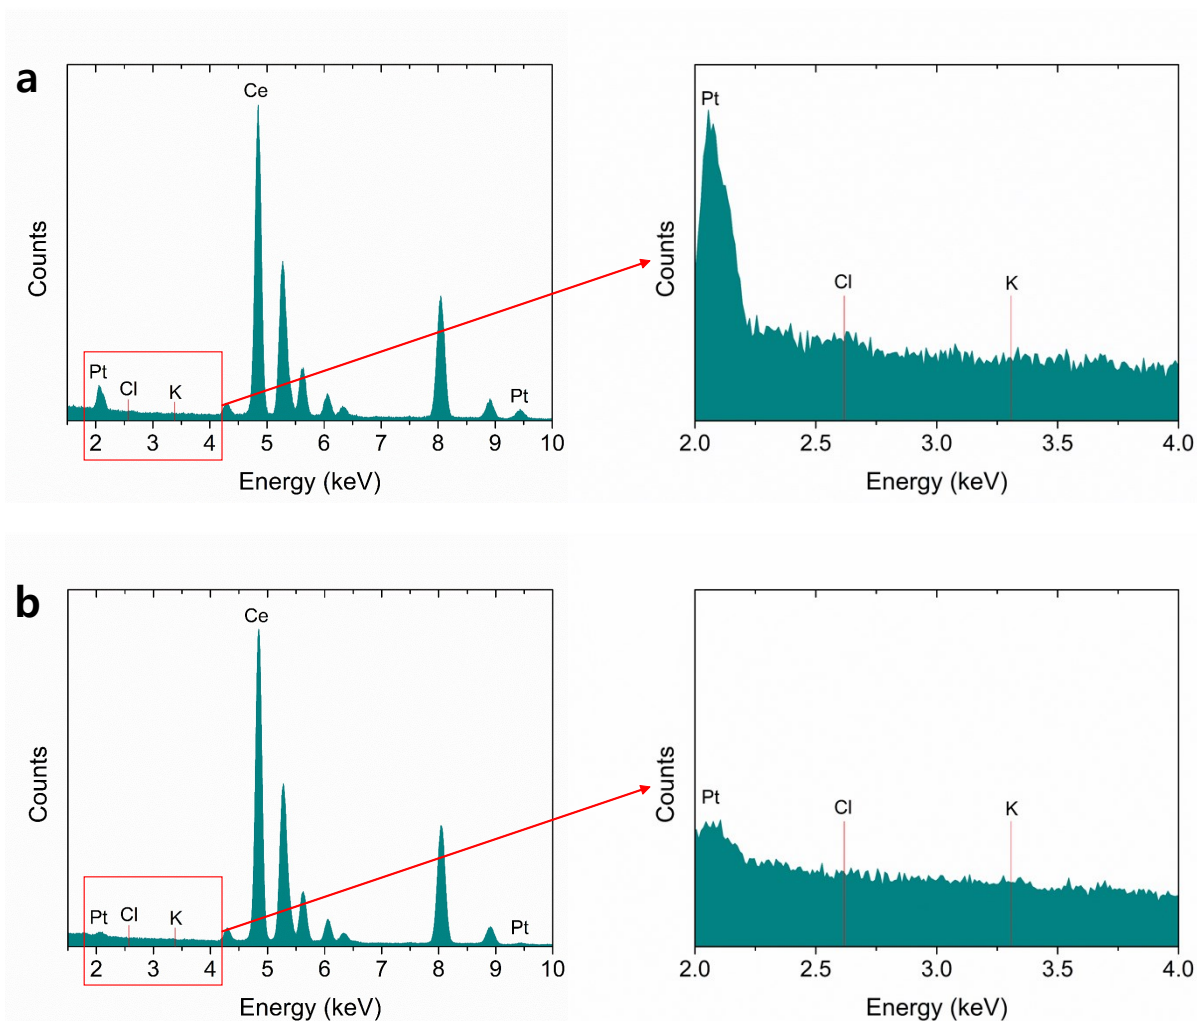 a
Ce
Pt
Cl
K
Pt
Counts
2 3 4 5 6 7 8 9 10
Energy (keV)
Pt
Cl
K
Counts
2.0 2.5 3.0 3.5 4.0
Energy (keV)
b
Ce
Pt
Cl
K
Pt
Counts
2 3 4 5 6 7 8 9 10
Energy (keV)
Pt
Cl
K
Counts
2.0 2.5 3.0 3.5 4.0
Energy (keV)